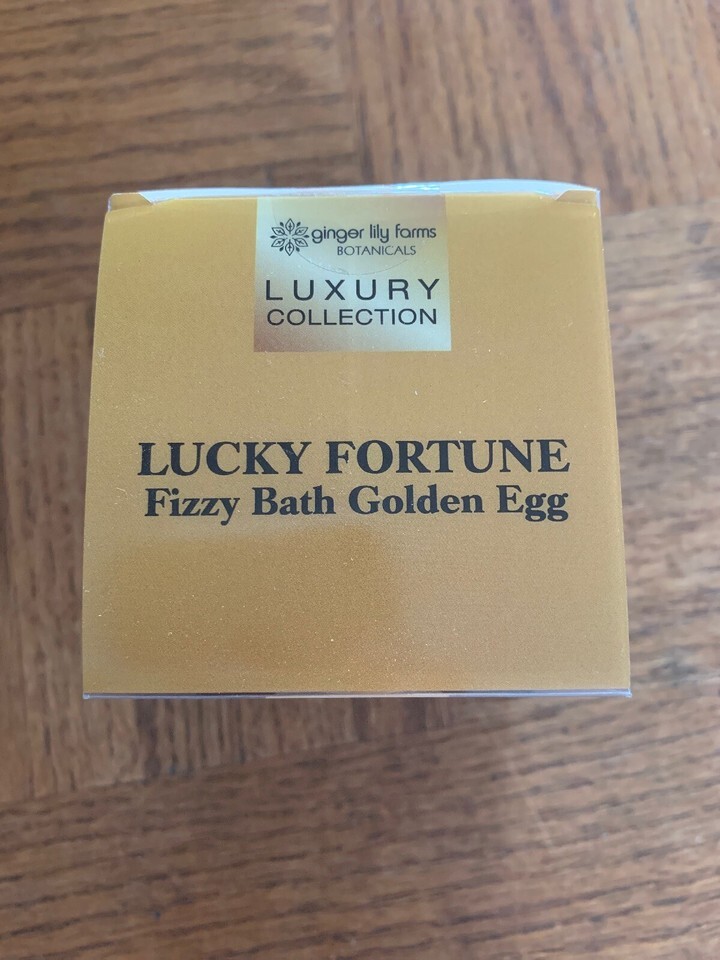 ginger lily farms
BOTANICALS
LUXURY
COLLECTION
LUCKY FORTUNE
Fizzy Bath Golden Egg